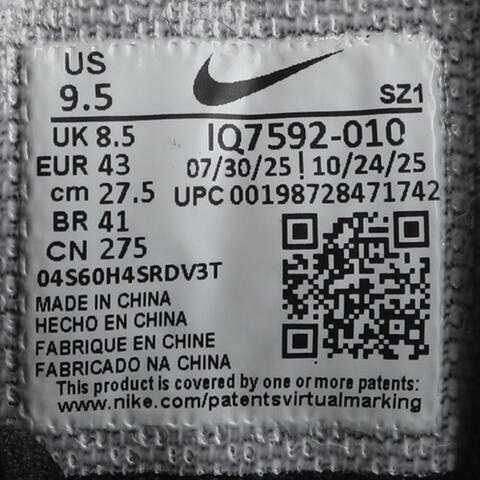 US
9.5
SZ1
UK 8.5
IQ7592-010
EUR 43
07/30/25 | 10/24/25
cm 27.5
UPC 00198728471742
BR 41
CN 275
04S60H4SRDV3T
MADE IN CHINA
HECHO EN CHINA
FABRIQUE EN CHINE
FABRICADO NA CHINA
This product is covered by one or more patents:
www.nike.com/patentsvirtualmarking